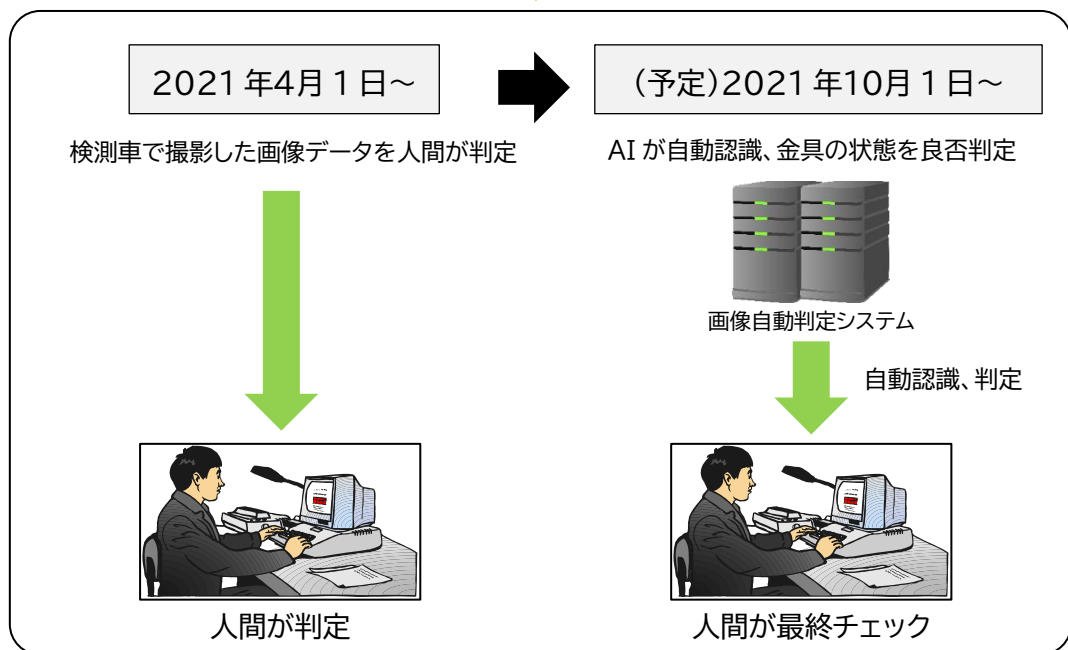 2021年4月1日～
(予定)2021年10月1日～
検測車で撮影した画像データを人間が判定
AIが自動認識、金具の状態を良否判定
画像自動判定システム
自動認識、判定
人間が判定
人間が最終チェック